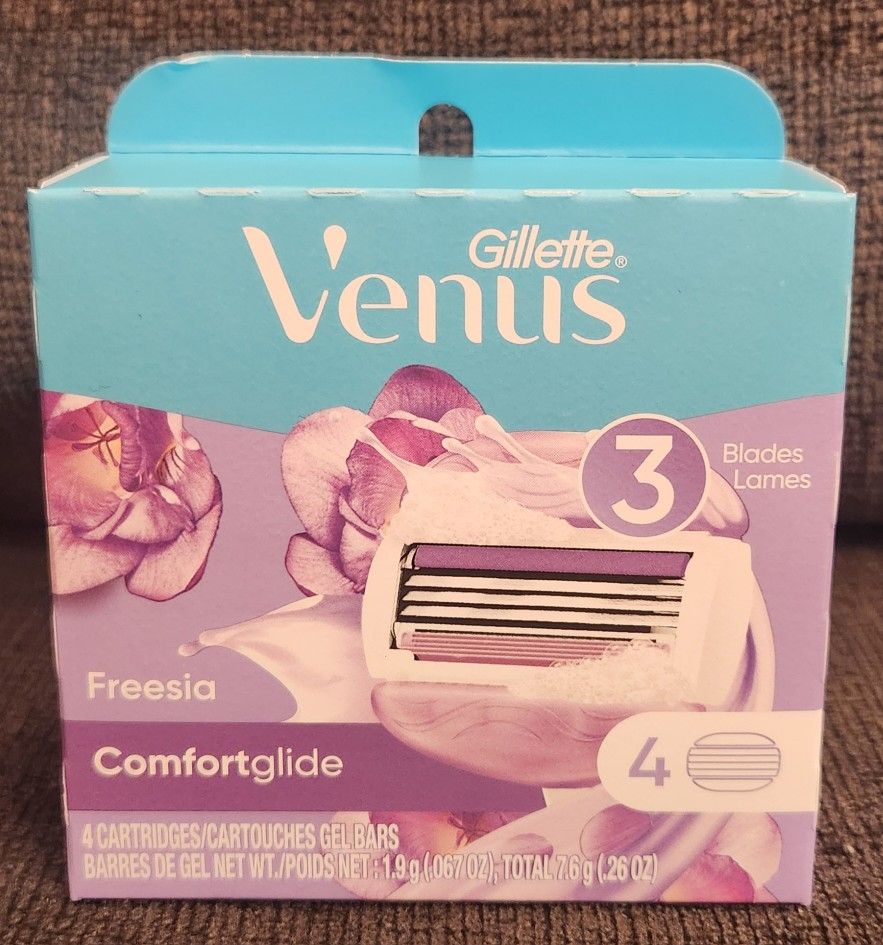 Gillette®
Venus
3
Blades
Lames
Freesia
Comfortglide
4
4 CARTRIDGES/CARTOUCHES GEL BARS
BARRES DE GEL NET WT./POIDS NET : 1.9 g (.067 OZ), TOTAL 7.6 g (.26 OZ)